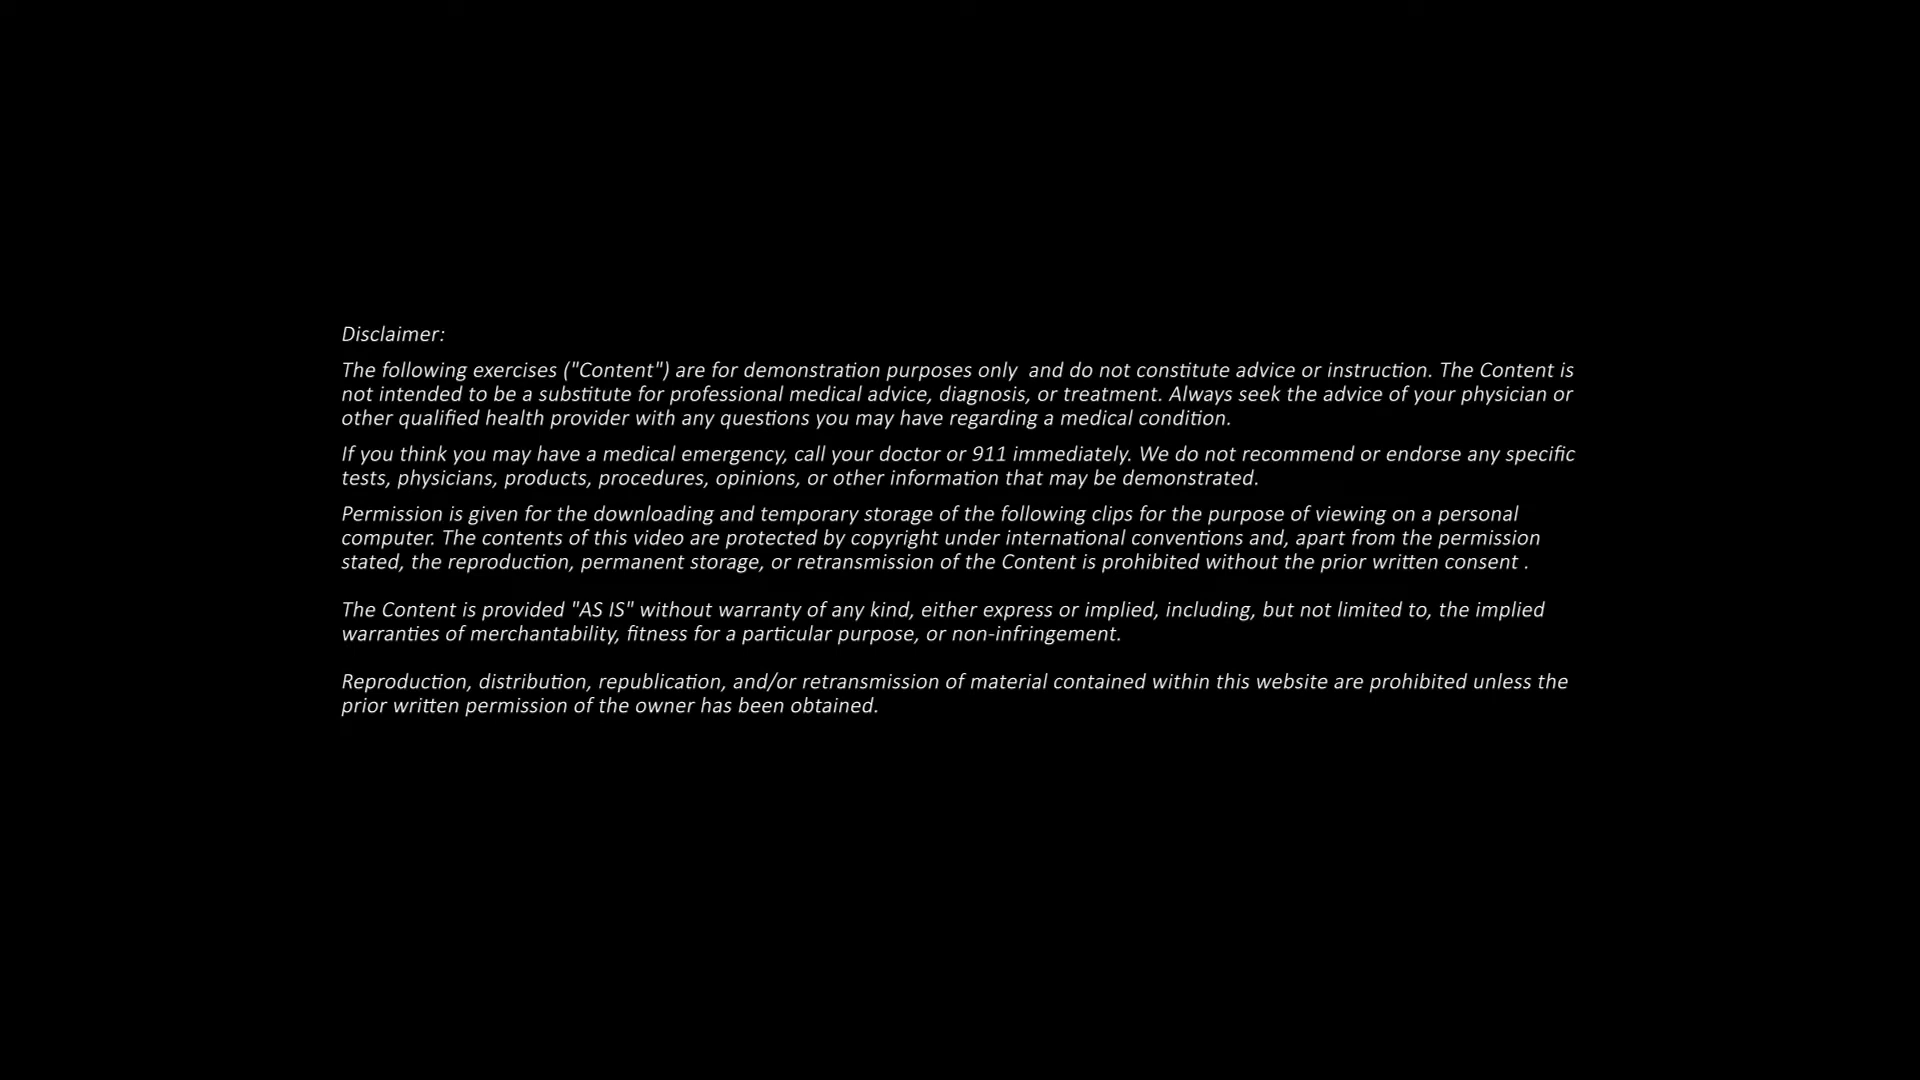 Disclaimer:
The following exercises ("Content") are for demonstration purposes only  and do not constitute advice or instruction. The Content is
not intended to be a substitute for professional medical advice, diagnosis, or treatment. Always seek the advice of your physician or
other qualified health provider with any questions you may have regarding a medical condition.
If you think you may have a medical emergency, call your doctor or 911 immediately. We do not recommend or endorse any specific
tests, physicians, products, procedures, opinions, or other information that may be demonstrated.
Permission is given for the downloading and temporary storage of the following clips for the purpose of viewing on a personal
computer. The contents of this video are protected by copyright under international conventions and, apart from the permission
stated, the reproduction, permanent storage, or retransmission of the Content is prohibited without the prior written consent .
The Content is provided "AS IS" without warranty of any kind, either express or implied, including, but not limited to, the implied
warranties of merchantability, fitness for a particular purpose, or non-infringement.
Reproduction, distribution, republication, and/or retransmission of material contained within this website are prohibited unless the
prior written permission of the owner has been obtained.